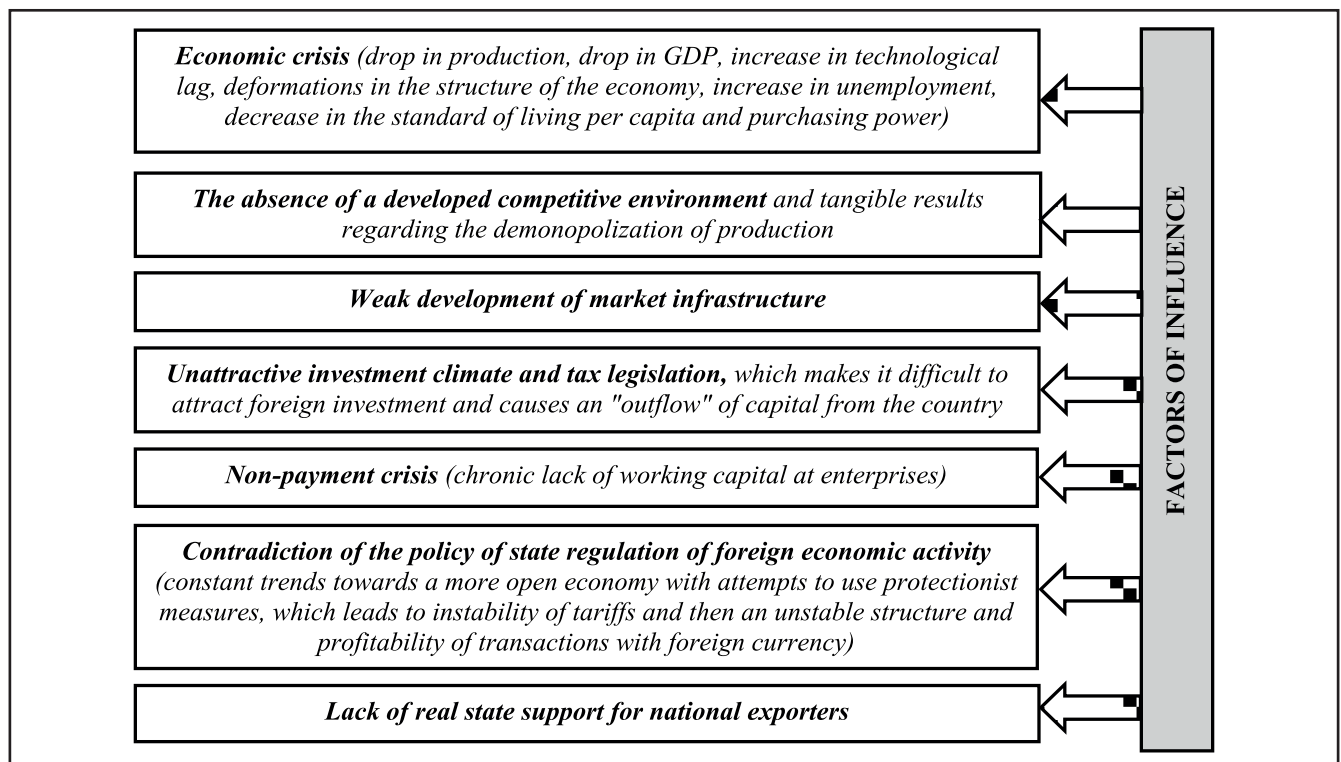 Economic crisis (drop in production, drop in GDP, increase in technological
lag, deformations in the structure of the economy, increase in unemployment,
decrease in the standard of living per capita and purchasing power)
The absence of a developed competitive environment and tangible results
regarding the demonopolization of production
Weak development of market infrastructure
Unattractive investment climate and tax legislation, which makes it difficult to
attract foreign investment and causes an "outflow" of capital from the country
Non-payment crisis (chronic lack of working capital at enterprises)
Contradiction of the policy of state regulation of foreign economic activity
(constant trends towards a more open economy with attempts to use protectionist
measures, which leads to instability of tariffs and then an unstable structure and
profitability of transactions with foreign currency)
Lack of real state support for national exporters
FACTORS OF INFLUENCE